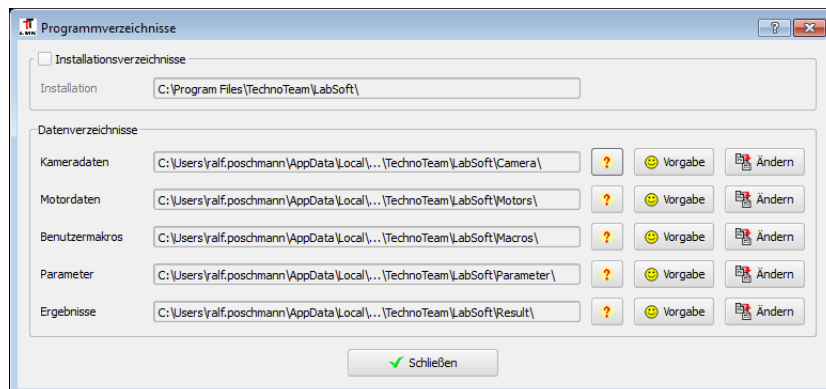 Programmverzeichnisse
Installationsverzeichnisse
Installation C:\Program Files\TechnoTeam\LabSoft\
Datenverzeichnisse
Kameradaten C:\Users\ralf.poschmann\AppData\Local\...\TechnoTeam\LabSoft\Camera\ ? Vorgabe Ändern
Motordaten C:\Users\ralf.poschmann\AppData\Local\...\TechnoTeam\LabSoft\Motors\ ? Vorgabe Ändern
Benutzermakros C:\Users\ralf.poschmann\AppData\Local\...\TechnoTeam\LabSoft\Macros\ ? Vorgabe Ändern
Parameter C:\Users\ralf.poschmann\AppData\Local\...\TechnoTeam\LabSoft\Parameter\ ? Vorgabe Ändern
Ergebnisse C:\Users\ralf.poschmann\AppData\Local\...\TechnoTeam\LabSoft\Result\ ? Vorgabe Ändern
Schließen